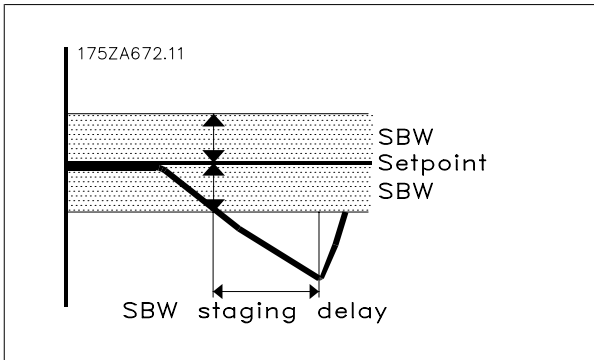 175ZA672.11
SBW
Setpoint
SBW
SBW staging delay